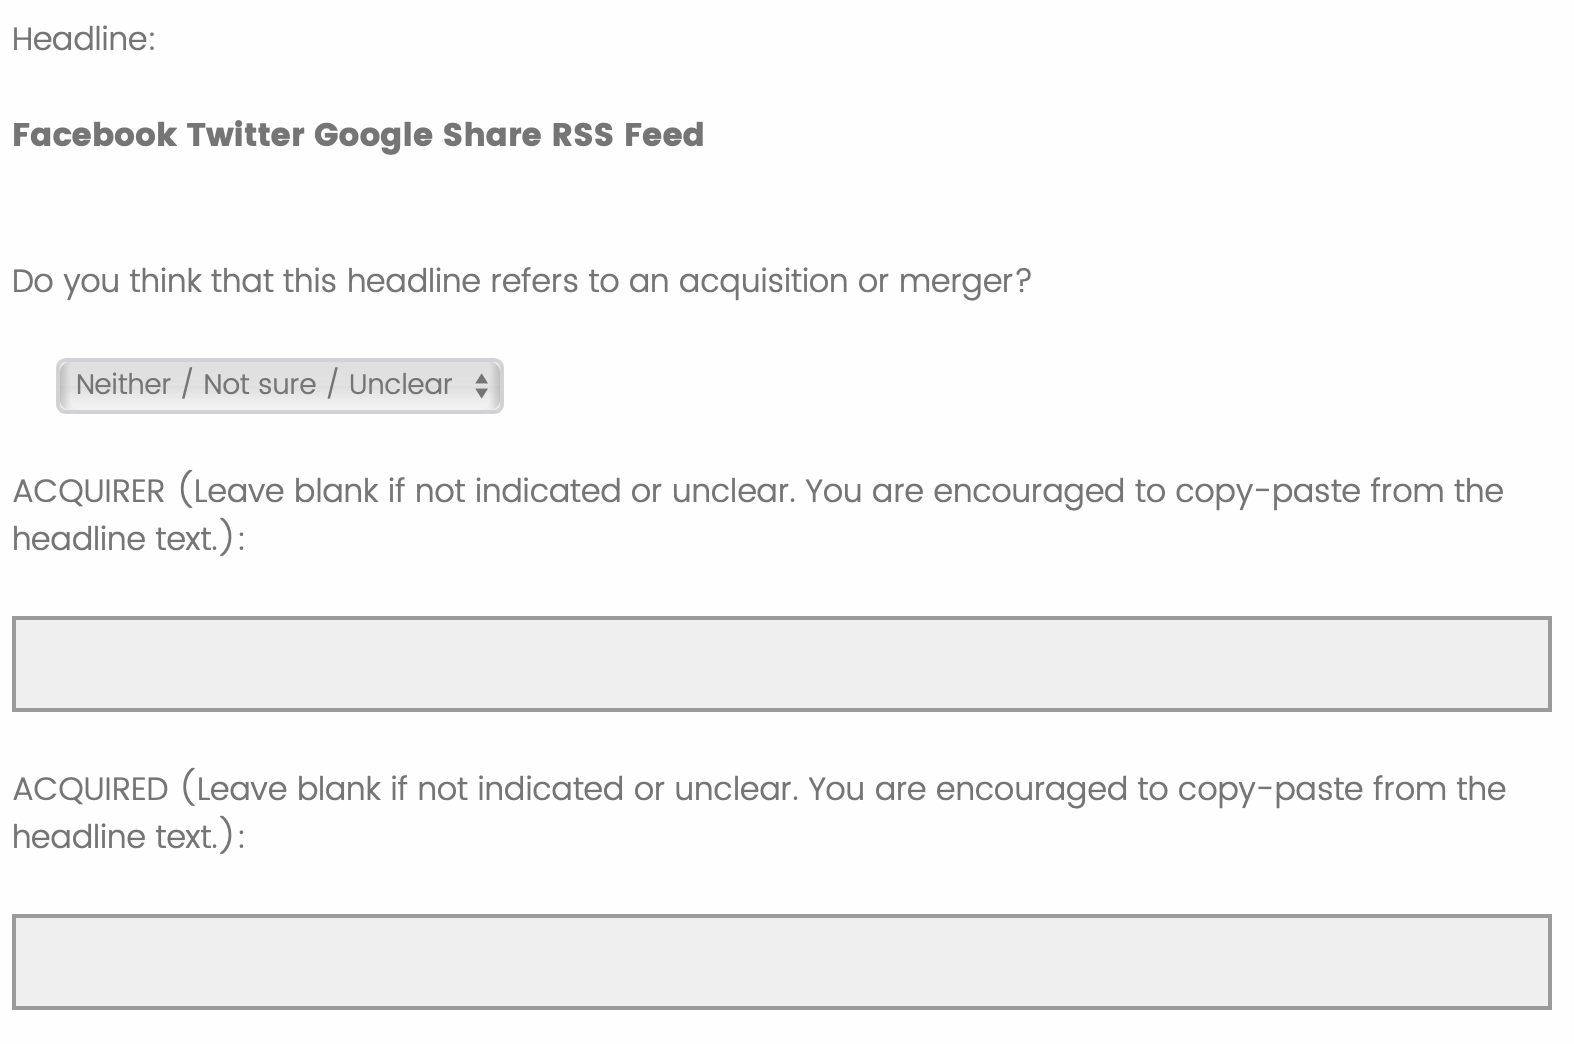 Headline:
Facebook Twitter Google Share RSS Feed
Do you think that this headline refers to an acquisition or merger?
Neither / Not sure / Unclear
ACQUIRER (Leave blank if not indicated or unclear. You are encouraged to copy-paste from the
headline text.):
ACQUIRED (Leave blank if not indicated or unclear. You are encouraged to copy-paste from the
headline text.):